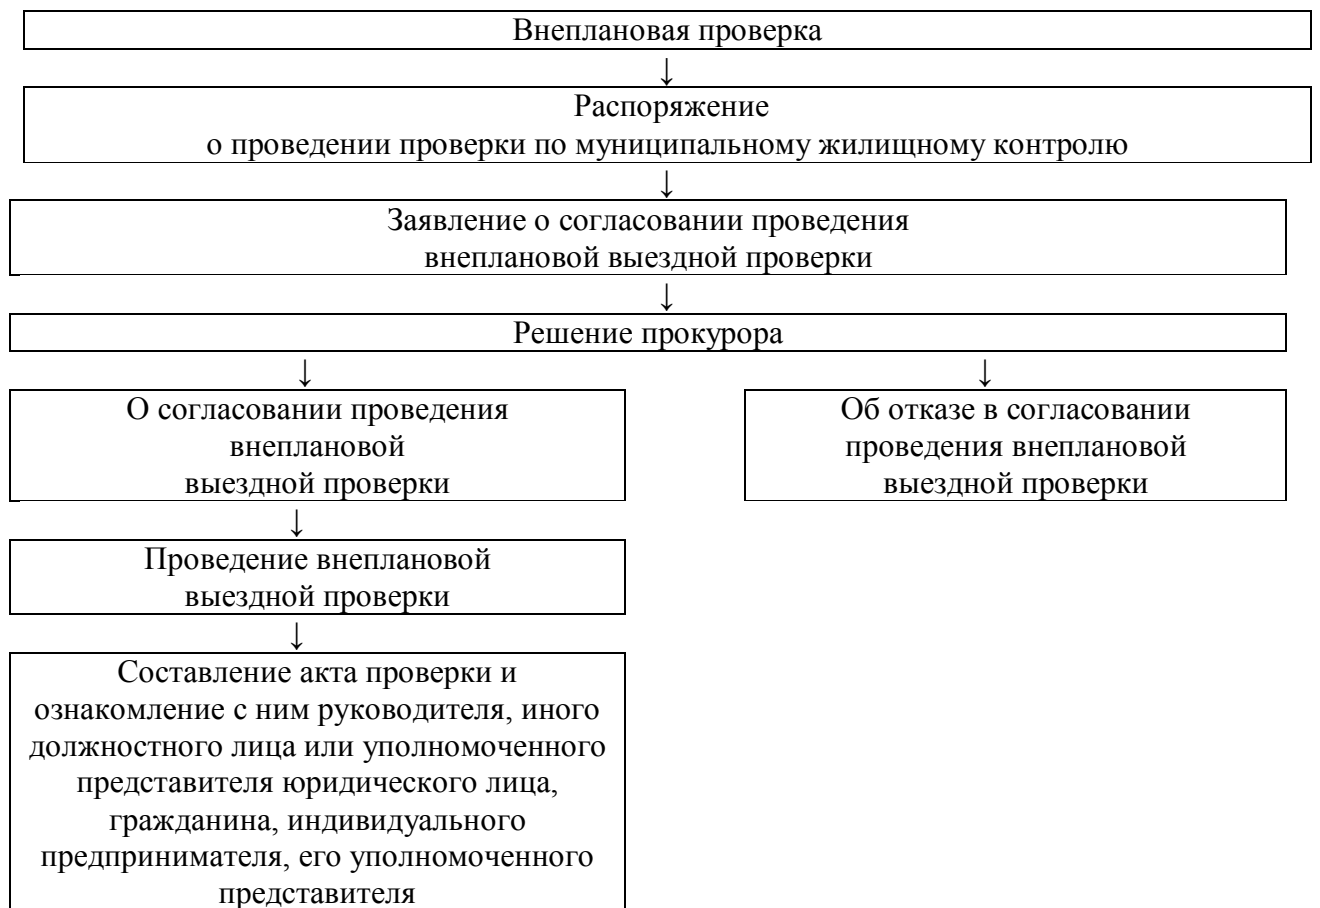 Внеплановая проверка
↓
Распоряжение
о проведении проверки по муниципальному жилищному контролю
↓
Заявление о согласовании проведения
внеплановой выездной проверки
↓
Решение прокурора
↓ ↓
О согласовании проведения
внеплановой
выездной проверки
Об отказе в согласовании
проведения внеплановой
выездной проверки
↓
Проведение внеплановой
выездной проверки
↓
Составление акта проверки и
ознакомление с ним руководителя, иного
должностного лица или уполномоченного
представителя юридического лица,
гражданина, индивидуального
предпринимателя, его уполномоченного
представителя